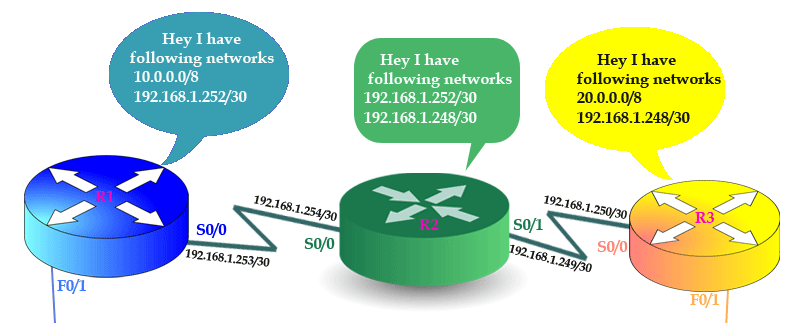 Hey I have
following networks
10.0.0.0/8
192.168.1.252/30
Hey I have
following networks
192.168.1.252/30
192.168.1.248/30
Hey I have
following networks
20.0.0.0/8
192.168.1.248/30
R1
S0/0
192.168.1.253/30
F0/1
192.168.1.254/30
S0/0
R2
S0/1
192.168.1.249/30
192.168.1.250/30
S0/0
R3
F0/1